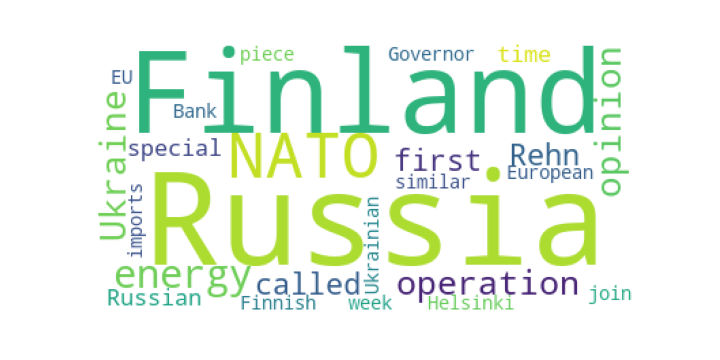 piece
Governor
time
Finland
EU
Bank
Ukraine
opinion
special
NATO
first
Rehn
similar
European
imports
Russia
Ukrainian
energy
called
operation
Russian
Finnish
week
Helsinki
join